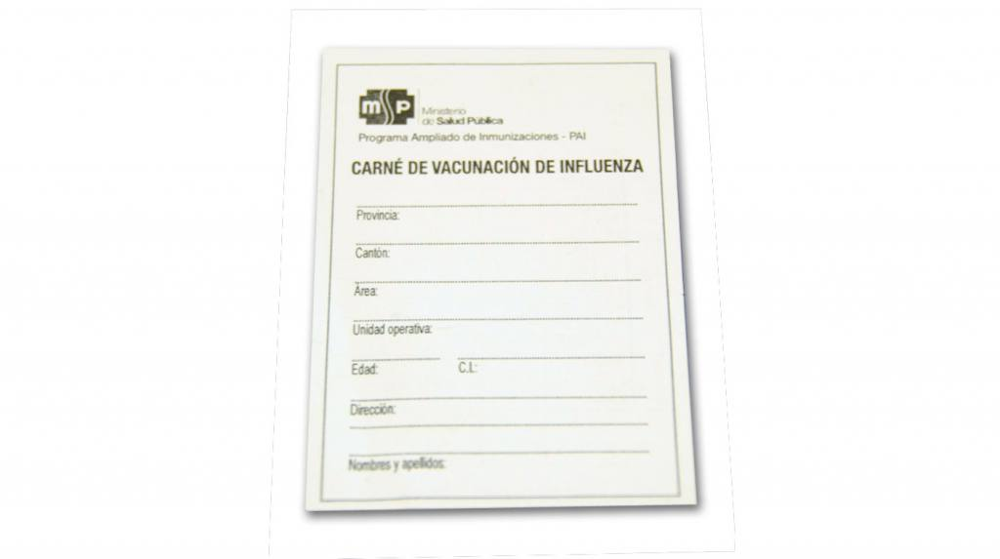 msp
Ministerio
de Salud Pública
Programa Ampliado de Inmunizaciones - PAI
CARNÉ DE VACUNACIÓN DE INFLUENZA
Provincia:
Cantón:
Área:
Unidad operativa:
Edad: C.I.:
Dirección:
Nombres y apellidos: